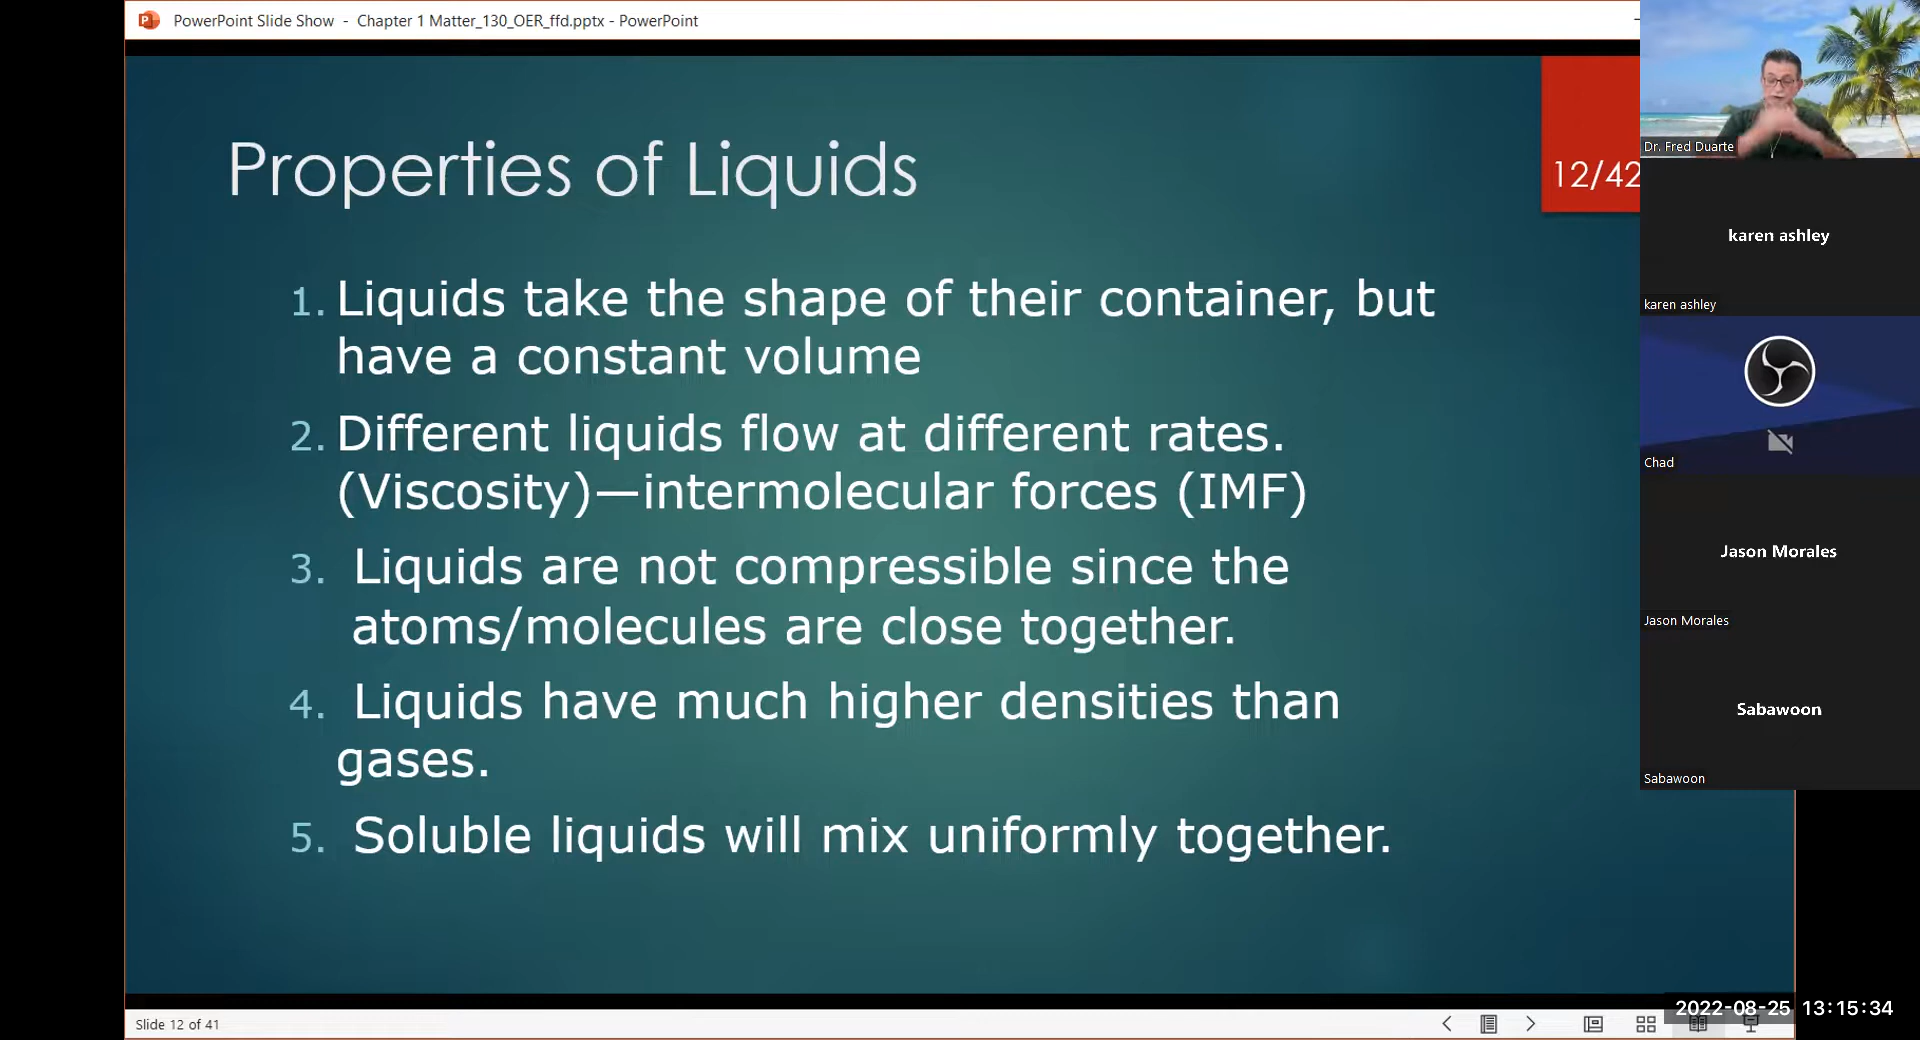 PowerPoint Slide Show - Chapter 1 Matter_130_OER_ffd.pptx - PowerPoint
Properties of Liquids
12/42
1. Liquids take the shape of their container, but
have a constant volume
2. Different liquids flow at different rates.
(Viscosity)—intermolecular forces (IMF)
3. Liquids are not compressible since the
atoms/molecules are close together.
4. Liquids have much higher densities than
gases.
5. Soluble liquids will mix uniformly together.
Slide 12 of 41
Dr. Fred Duarte
karen ashley
karen ashley
Chad
Jason Morales
Jason Morales
Sabawoon
Sabawoon
2022-08-25 13:15:34